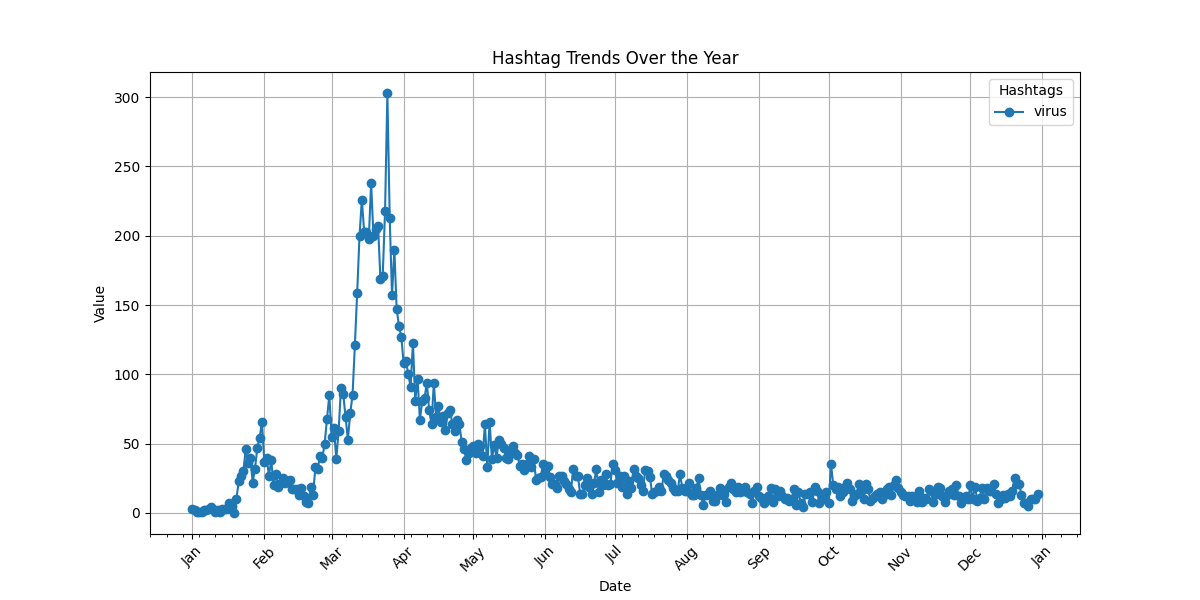 Hashtag Trends Over the Year
Hashtags
virus
Value
300
250
200
150
100
50
0
Jan Feb Mar Apr May Jun Jul Aug Sep Oct Nov Dec Jan
Date